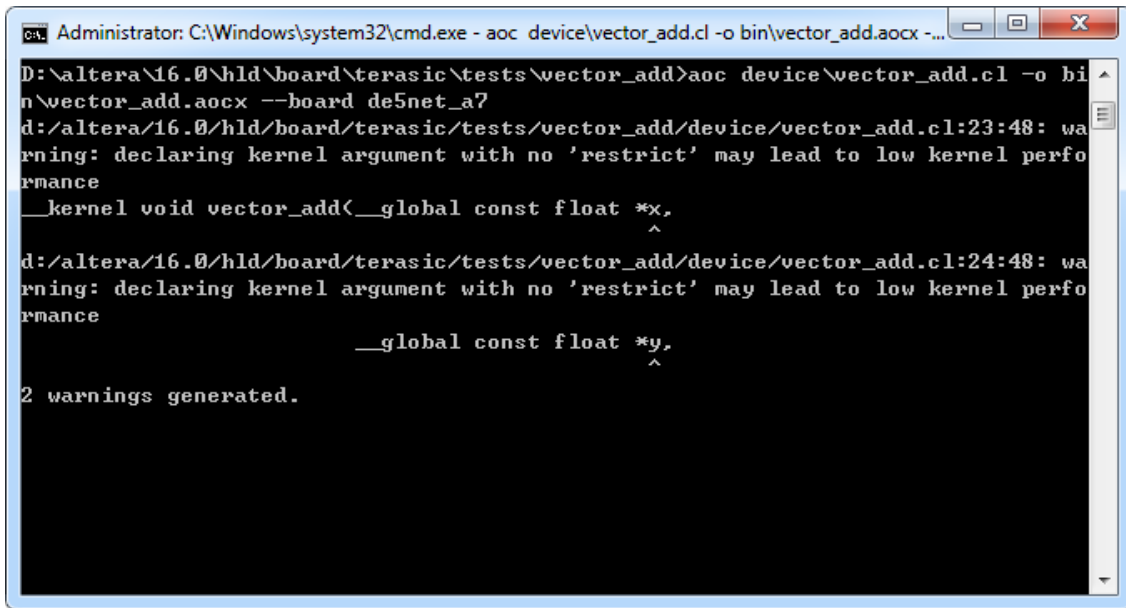 Administrator: C:\Windows\system32\cmd.exe - aoc  device\vector_add.cl -o bin\vector_add.aocx -...
D:\altera\16.0\hld\board\terasic\tests\vector_add>aoc device\vector_add.cl -o bi
n\vector_add.aocx --board de5net_a7
d:/altera/16.0/hld/board/terasic/tests/vector_add/device/vector_add.cl:23:48: wa
rning: declaring kernel argument with no 'restrict' may lead to low kernel perfo
rmance
__kernel void vector_add(__global const float *x,
^
d:/altera/16.0/hld/board/terasic/tests/vector_add/device/vector_add.cl:24:48: wa
rning: declaring kernel argument with no 'restrict' may lead to low kernel perfo
rmance
__global const float *y,
^
2 warnings generated.